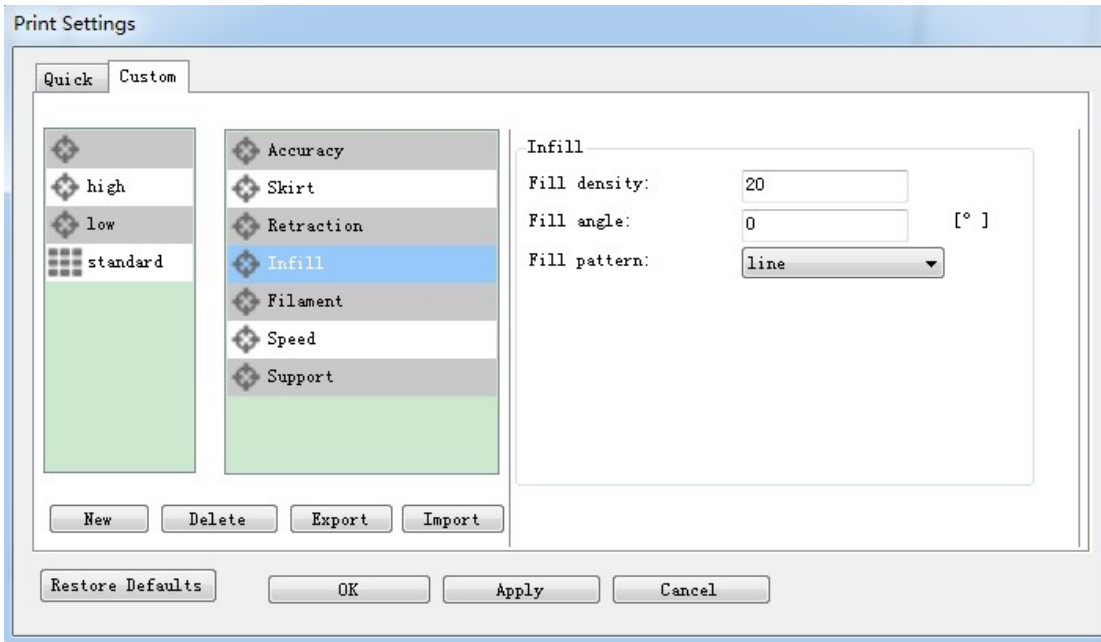 Print Settings
Quick Custom
high
low
standard
Accuracy
Skirt
Retraction
Infill
Filament
Speed
Support
Infill
Fill density: 20
Fill angle: 0 [° ]
Fill pattern: line
New Delete Export Import
Restore Defaults OK Apply Cancel